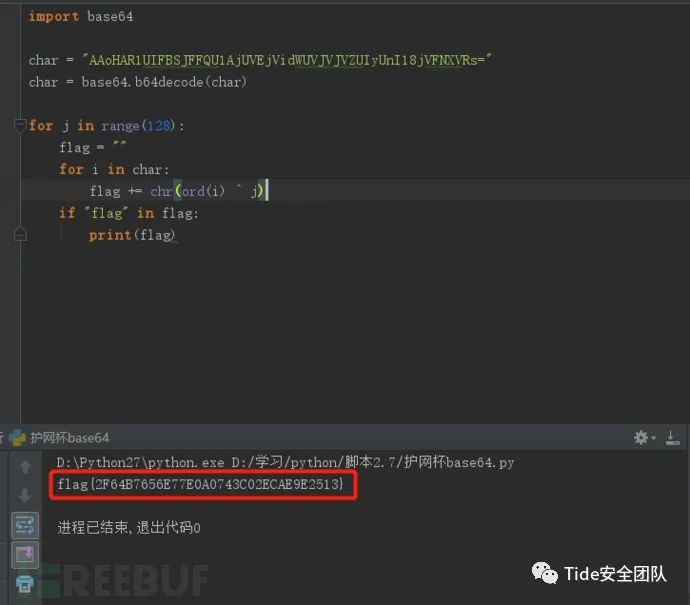 import base64
char = "AAoHAR1UIFBSJFFQU1AjUVEjVidWUVJVJVZUIyUnI18jVFNXVRs="
char = base64.b64decode(char)
for j in range(128):
flag = ""
for i in char:
flag += chr(ord(i) ^ j)
if "flag" in flag:
print(flag)
护网杯base64
D:\Python27\python.exe D:/学习/python/脚本2.7/护网杯base64.py
flag{2F64B7656E77E0A0743C02ECAE9E2513}
进程已结束,退出代码0
REEBUF
Tide安全团队